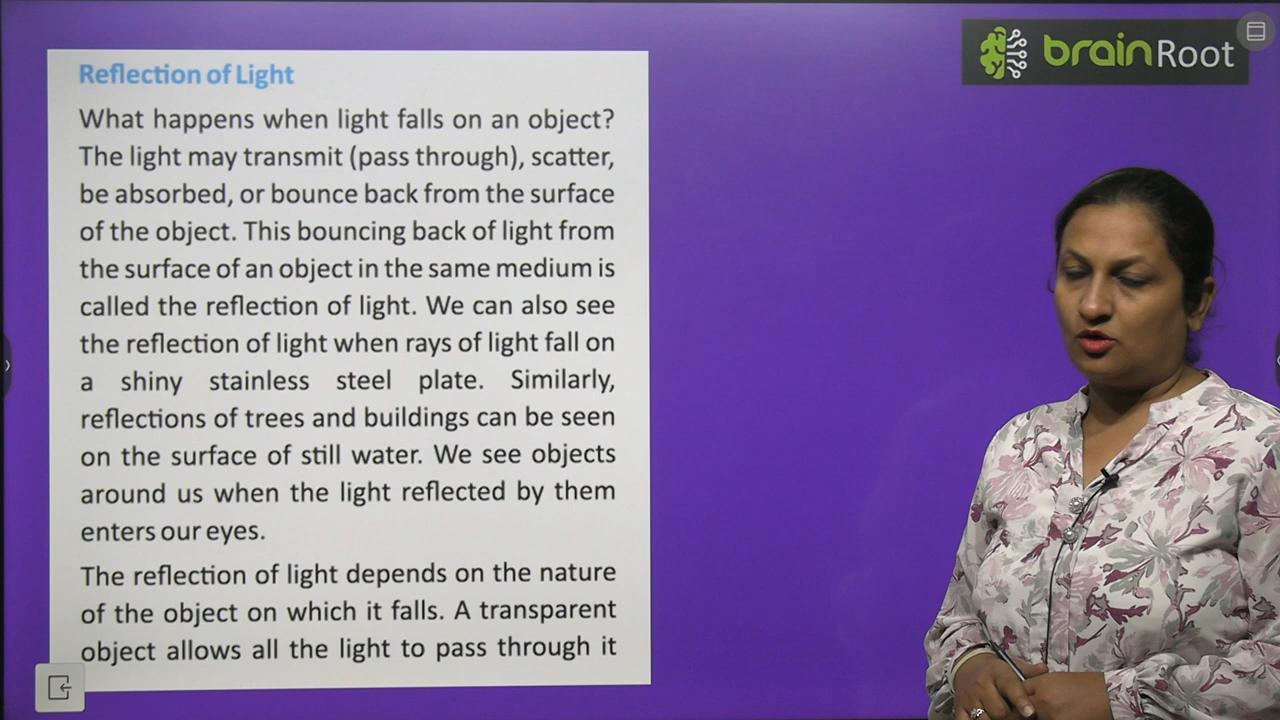 brainRoot
Reflection of Light
What happens when light falls on an object?
The light may transmit (pass through), scatter,
be absorbed, or bounce back from the surface
of the object. This bouncing back of light from
the surface of an object in the same medium is
called the reflection of light. We can also see
the reflection of light when rays of light fall on
a shiny stainless steel plate. Similarly,
reflections of trees and buildings can be seen
on the surface of still water. We see objects
around us when the light reflected by them
enters our eyes.
The reflection of light depends on the nature
of the object on which it falls. A transparent
object allows all the light to pass through it